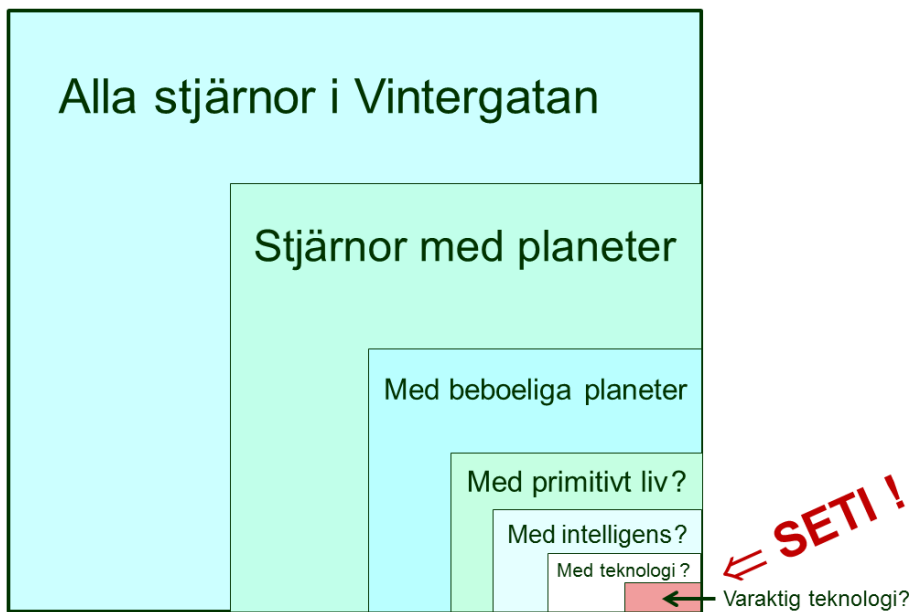 Alla stjärnor i Vintergatan
Stjärnor med planeter
Med beboeliga planeter
Med primitivt liv?
Med intelligens?
Med teknologi ?
SETI !
Varaktig teknologi?